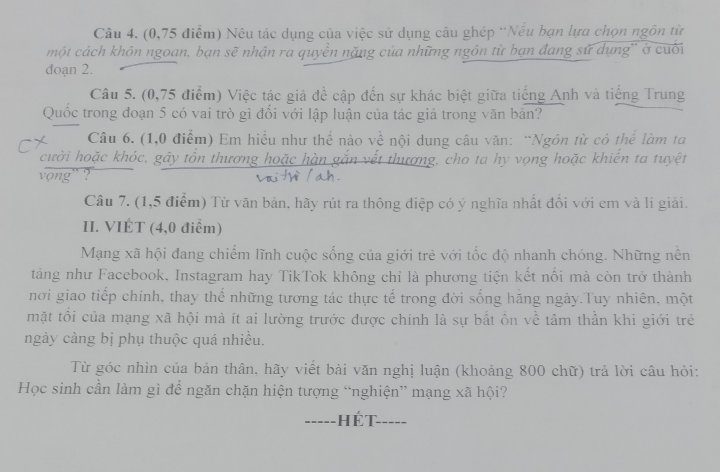 Câu 4. (0,75 điểm) Nêu tác dụng của việc sử dụng câu ghép “Nếu bạn lựa chọn ngôn từ
một cách khôn ngoan, bạn sẽ nhận ra quyền năng của những ngôn từ bạn đang sử dụng” ở cuối
đoạn 2.
Câu 5. (0,75 điểm) Việc tác giả đề cập đến sự khác biệt giữa tiếng Anh và tiếng Trung
Quốc trong đoạn 5 có vai trò gì đối với lập luận của tác giả trong văn bản?
CX Câu 6. (1,0 điểm) Em hiểu như thế nào về nội dung câu văn: “Ngôn từ có thể làm ta
cười hoặc khóc, gây tổn thương hoặc hàn gắn vết thương, cho ta hy vọng hoặc khiến ta tuyệt
vọng” ?
vai trò / ah.
Câu 7. (1,5 điểm) Từ văn bản, hãy rút ra thông điệp có ý nghĩa nhất đối với em và lí giải.
II. VIẾT (4,0 điểm)
Mạng xã hội đang chiếm lĩnh cuộc sống của giới trẻ với tốc độ nhanh chóng. Những nền
tảng như Facebook, Instagram hay TikTok không chỉ là phương tiện kết nối mà còn trở thành
nơi giao tiếp chính, thay thế những tương tác thực tế trong đời sống hằng ngày.Tuy nhiên, một
mặt tối của mạng xã hội mà ít ai lường trước được chính là sự bất ổn về tâm thần khi giới trẻ
ngày càng bị phụ thuộc quá nhiều.
Từ góc nhìn của bản thân, hãy viết bài văn nghị luận (khoảng 800 chữ) trả lời câu hỏi:
Học sinh cần làm gì để ngăn chặn hiện tượng “nghiện” mạng xã hội?
-----HẾT-----